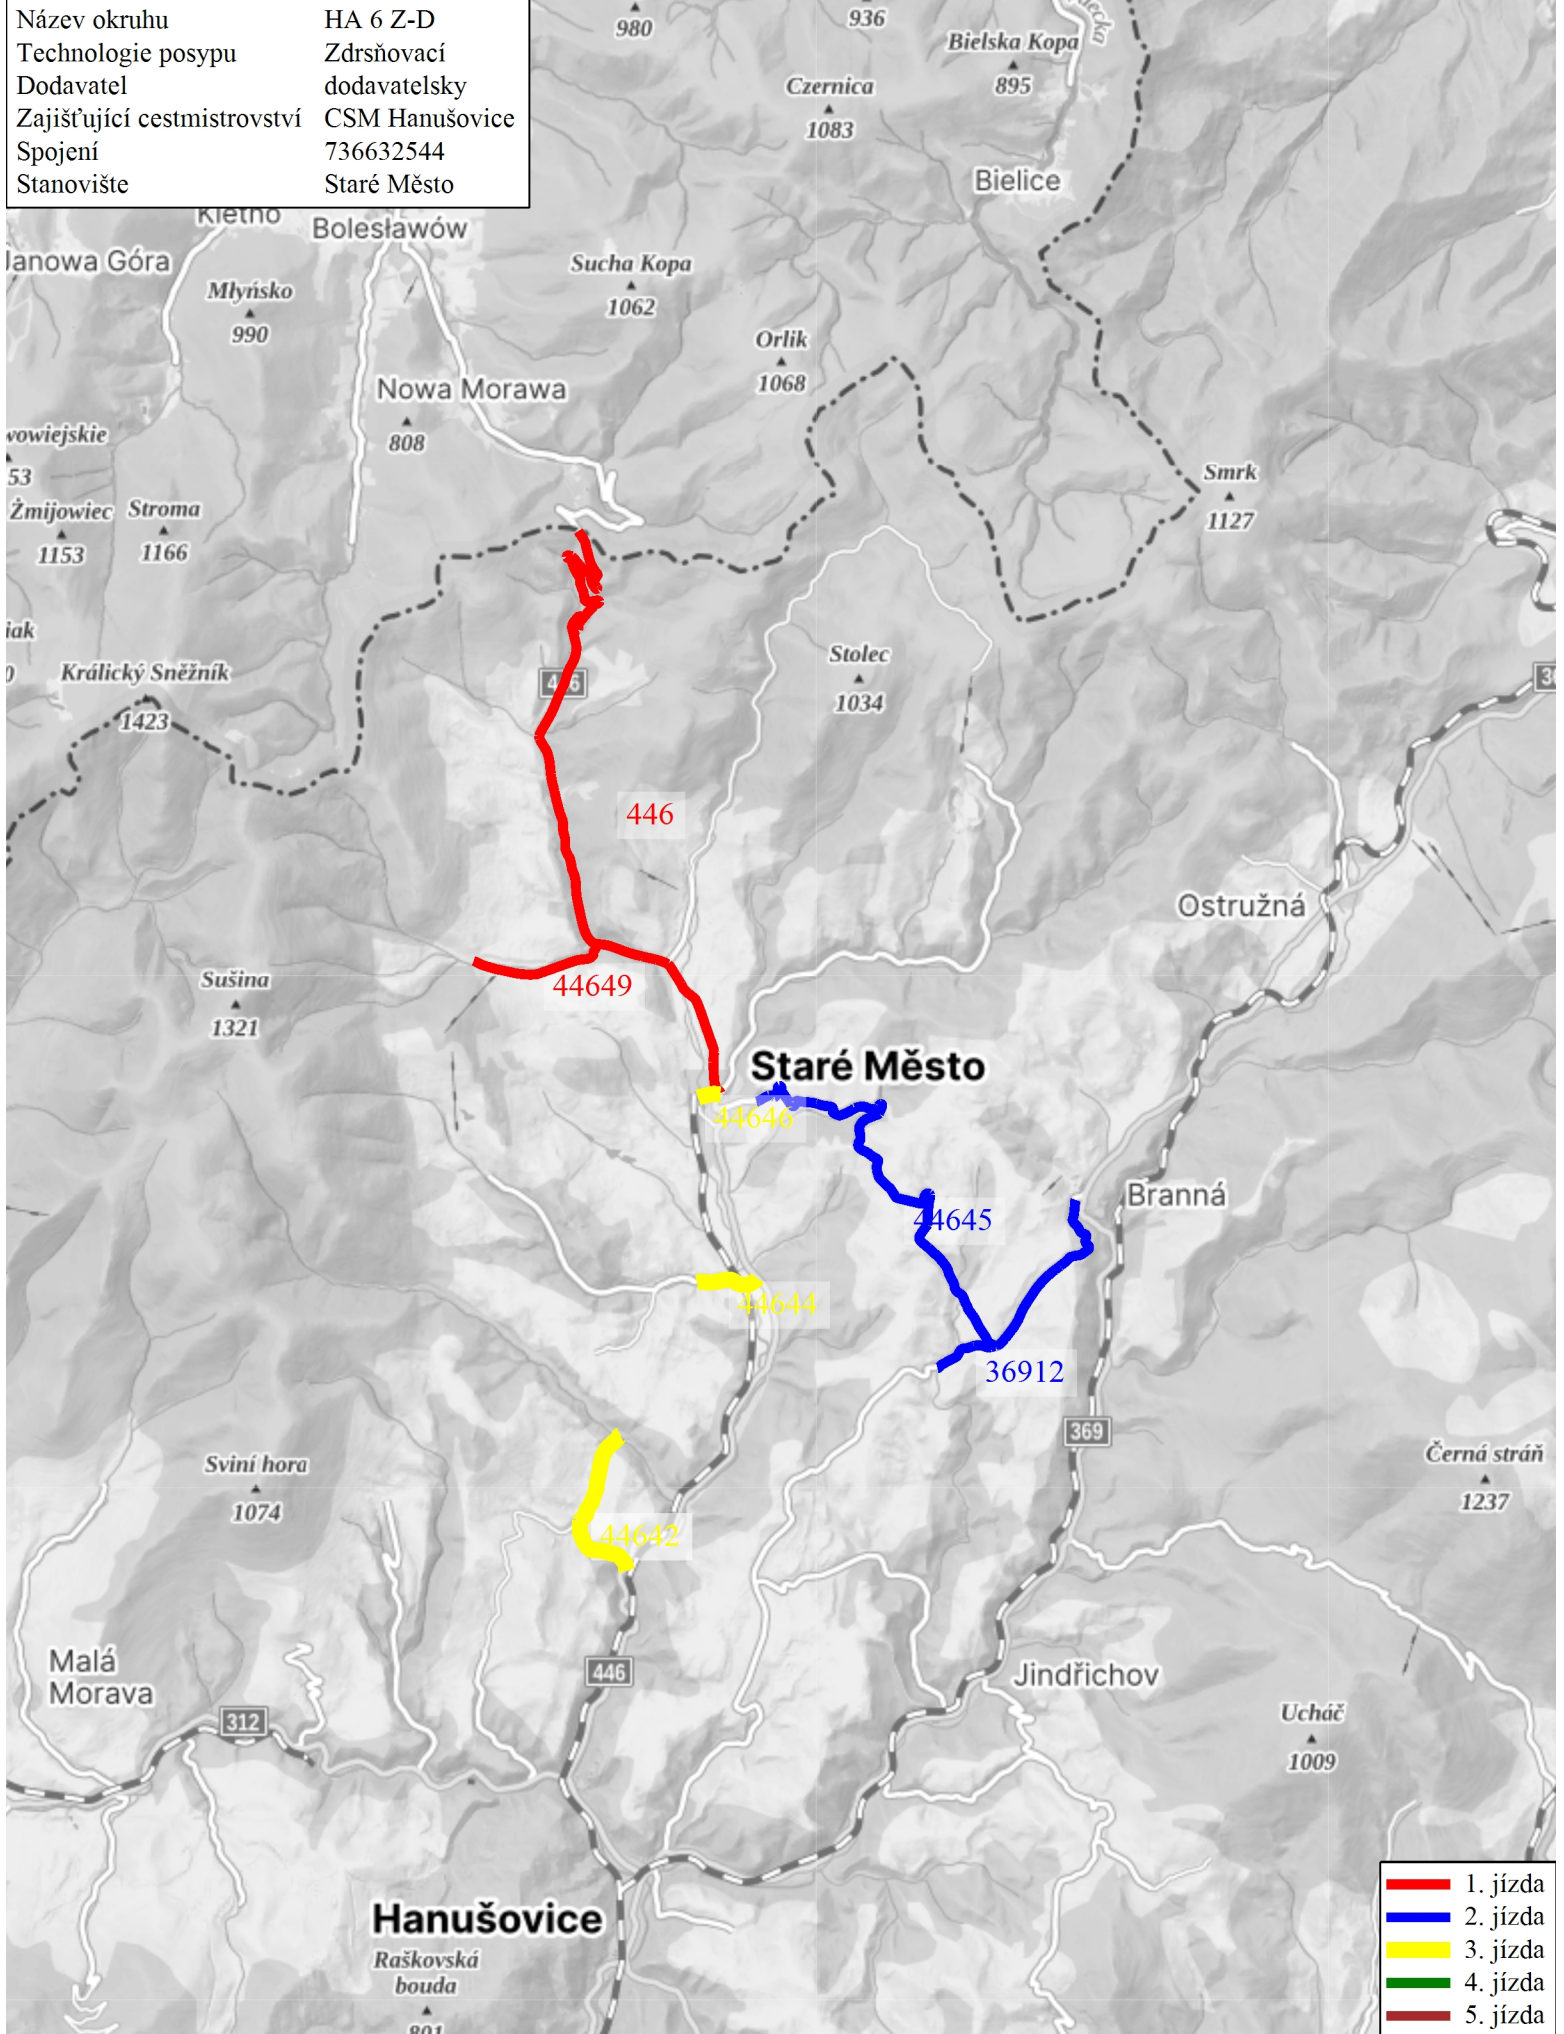 Název okruhu HA 6 Z-D
Technologie posypu Zdrsňovací
Dodavatel dodavatelsky
Zajišťující cestmistrovství CSM Hanušovice
Spojení 736632544
Stanoviště Staré Město
980
936
Bielska Kopa
895
Czernica
1083
Bielice
Kletno
Bolesławów
Janowa Góra
Młyńsko
990
Sucha Kopa
1062
Orlik
1068
Nowa Morawa
808
53
Żmijowiec
1153
Stroma
1166
Smrk
1127
Králický Sněžník
1423
Stolec
1034
446
44649
Sušina
1321
Ostružná
Staré Město
44646
44645
Branná
44644
36912
369
Sviní hora
1074
Černá stráň
1237
44642
446
Malá
Morava
312
Jindřichov
Ucháč
1009
Hanušovice
Raškovská
bouda
801
1. jízda
2. jízda
3. jízda
4. jízda
5. jízda